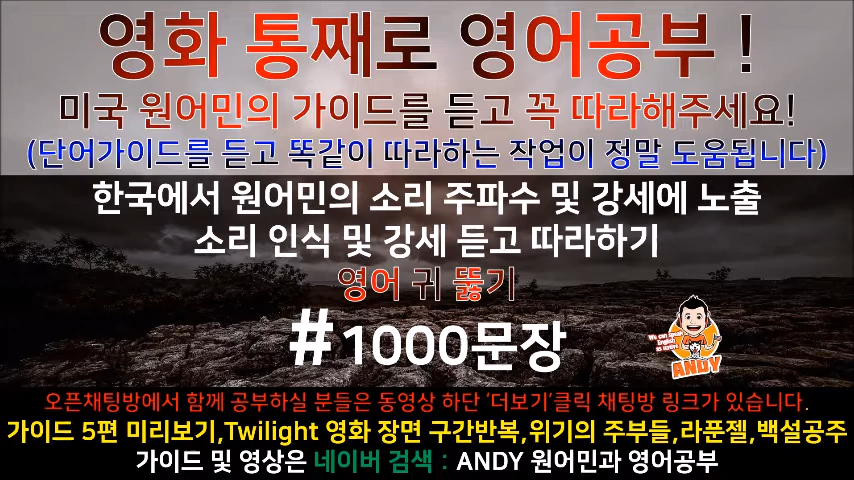 영화 통째로 영어공부 !
미국 원어민의 가이드를 듣고 꼭 따라해주세요!
(단어가이드를 듣고 똑같이 따라하는 작업이 정말 도움됩니다)
한국에서 원어민의 소리 주파수 및 강세에 노출
소리 인식 및 강세 듣고 따라하기
영어 귀 뚫기
#1000문장
We can speak
English
as native
ANDY
오픈채팅방에서 함께 공부하실 분들은 동영상 하단 '더보기'클릭 채팅방 링크가 있습니다.
가이드 5편 미리보기,Twilight 영화 장면 구간반복,위기의 주부들,라푼젤,백설공주
가이드 및 영상은 네이버 검색 : ANDY 원어민과 영어공부